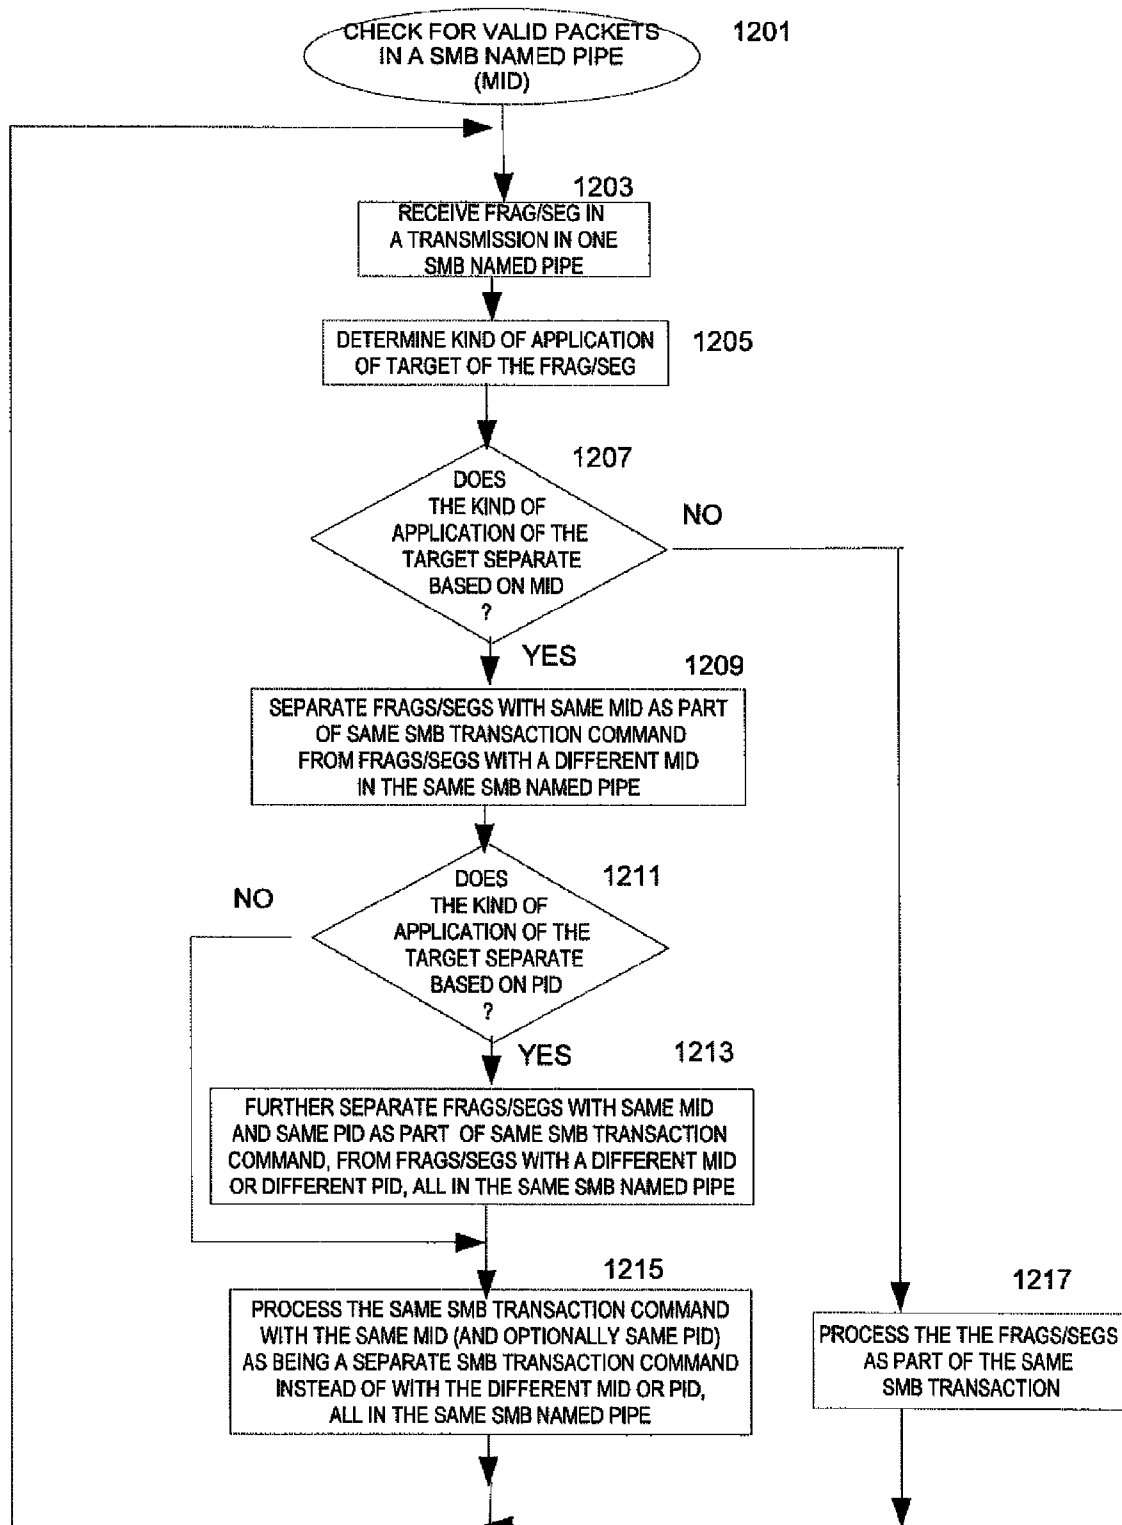 CHECK FOR VALID PACKETS
IN A SMB NAMED PIPE
(MID)
1201
1203
RECEIVE FRAG/SEG IN
A TRANSMISSION IN ONE
SMB NAMED PIPE
DETERMINE KIND OF APPLICATION
OF TARGET OF THE FRAG/SEG
1205
1207
DOES
THE KIND OF
APPLICATION OF THE
TARGET SEPARATE
BASED ON MID
?
NO
YES
1209
SEPARATE FRAGS/SEGS WITH SAME MID AS PART
OF SAME SMB TRANSACTION COMMAND
FROM FRAGS/SEGS WITH A DIFFERENT MID
IN THE SAME SMB NAMED PIPE
1211
NO
DOES
THE KIND OF
APPLICATION OF THE
TARGET SEPARATE
BASED ON PID
?
YES
1213
FURTHER SEPARATE FRAGS/SEGS WITH SAME MID
AND SAME PID AS PART OF SAME SMB TRANSACTION
COMMAND, FROM FRAGS/SEGS WITH A DIFFERENT MID
OR DIFFERENT PID, ALL IN THE SAME SMB NAMED PIPE
1215
PROCESS THE SAME SMB TRANSACTION COMMAND
WITH THE SAME MID (AND OPTIONALLY SAME PID)
AS BEING A SEPARATE SMB TRANSACTION COMMAND
INSTEAD OF WITH THE DIFFERENT MID OR PID,
ALL IN THE SAME SMB NAMED PIPE
1217
PROCESS THE THE FRAGS/SEGS
AS PART OF THE SAME
SMB TRANSACTION